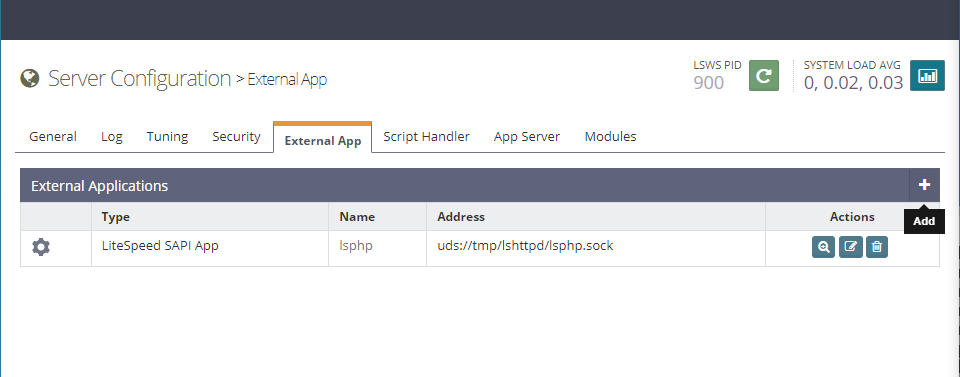 Server Configuration > External App
LSWS PID
900
SYSTEM LOAD AVG
0, 0.02, 0.03
General Log Tuning Security External App Script Handler App Server Modules
External Applications
Add
Type Name Address Actions
LiteSpeed SAPI App lsphp uds://tmp/lshttpd/lsphp.sock